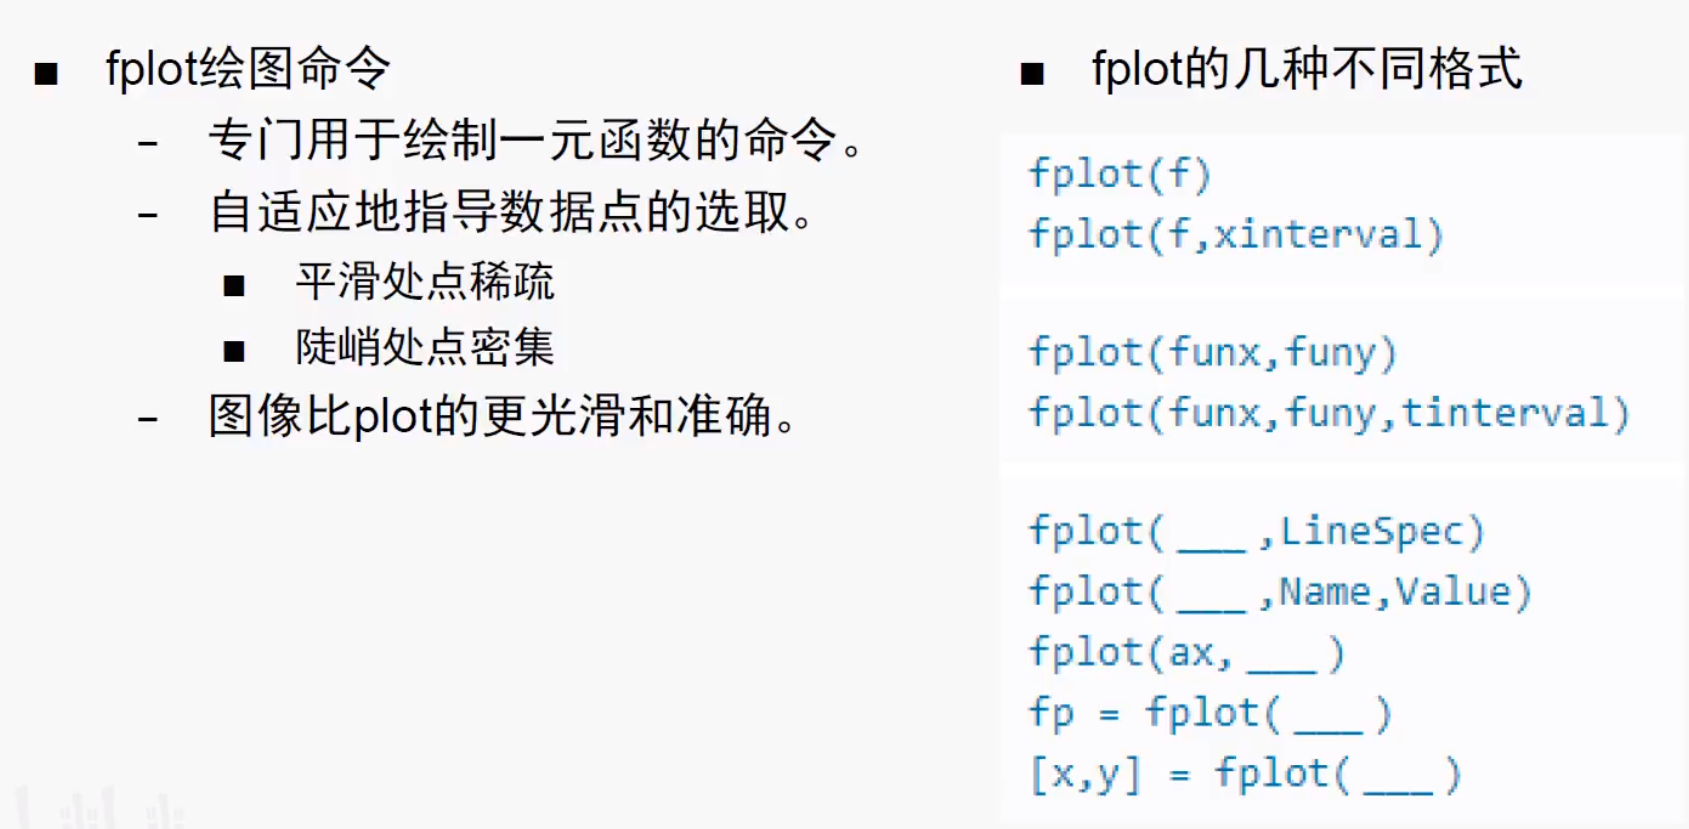 fplot绘图命令
专门用于绘制一元函数的命令。
自适应地指导数据点的选取。
平滑处点稀疏
陡峭处点密集
图像比plot的更光滑和准确。
fplot的几种不同格式
fplot(f)
fplot(f,xinterval)
fplot(funx,funy)
fplot(funx,funy,tinterval)
fplot(___,LineSpec)
fplot(___,Name,Value)
fplot(ax,___)
fp = fplot(___)
[x,y] = fplot(___)